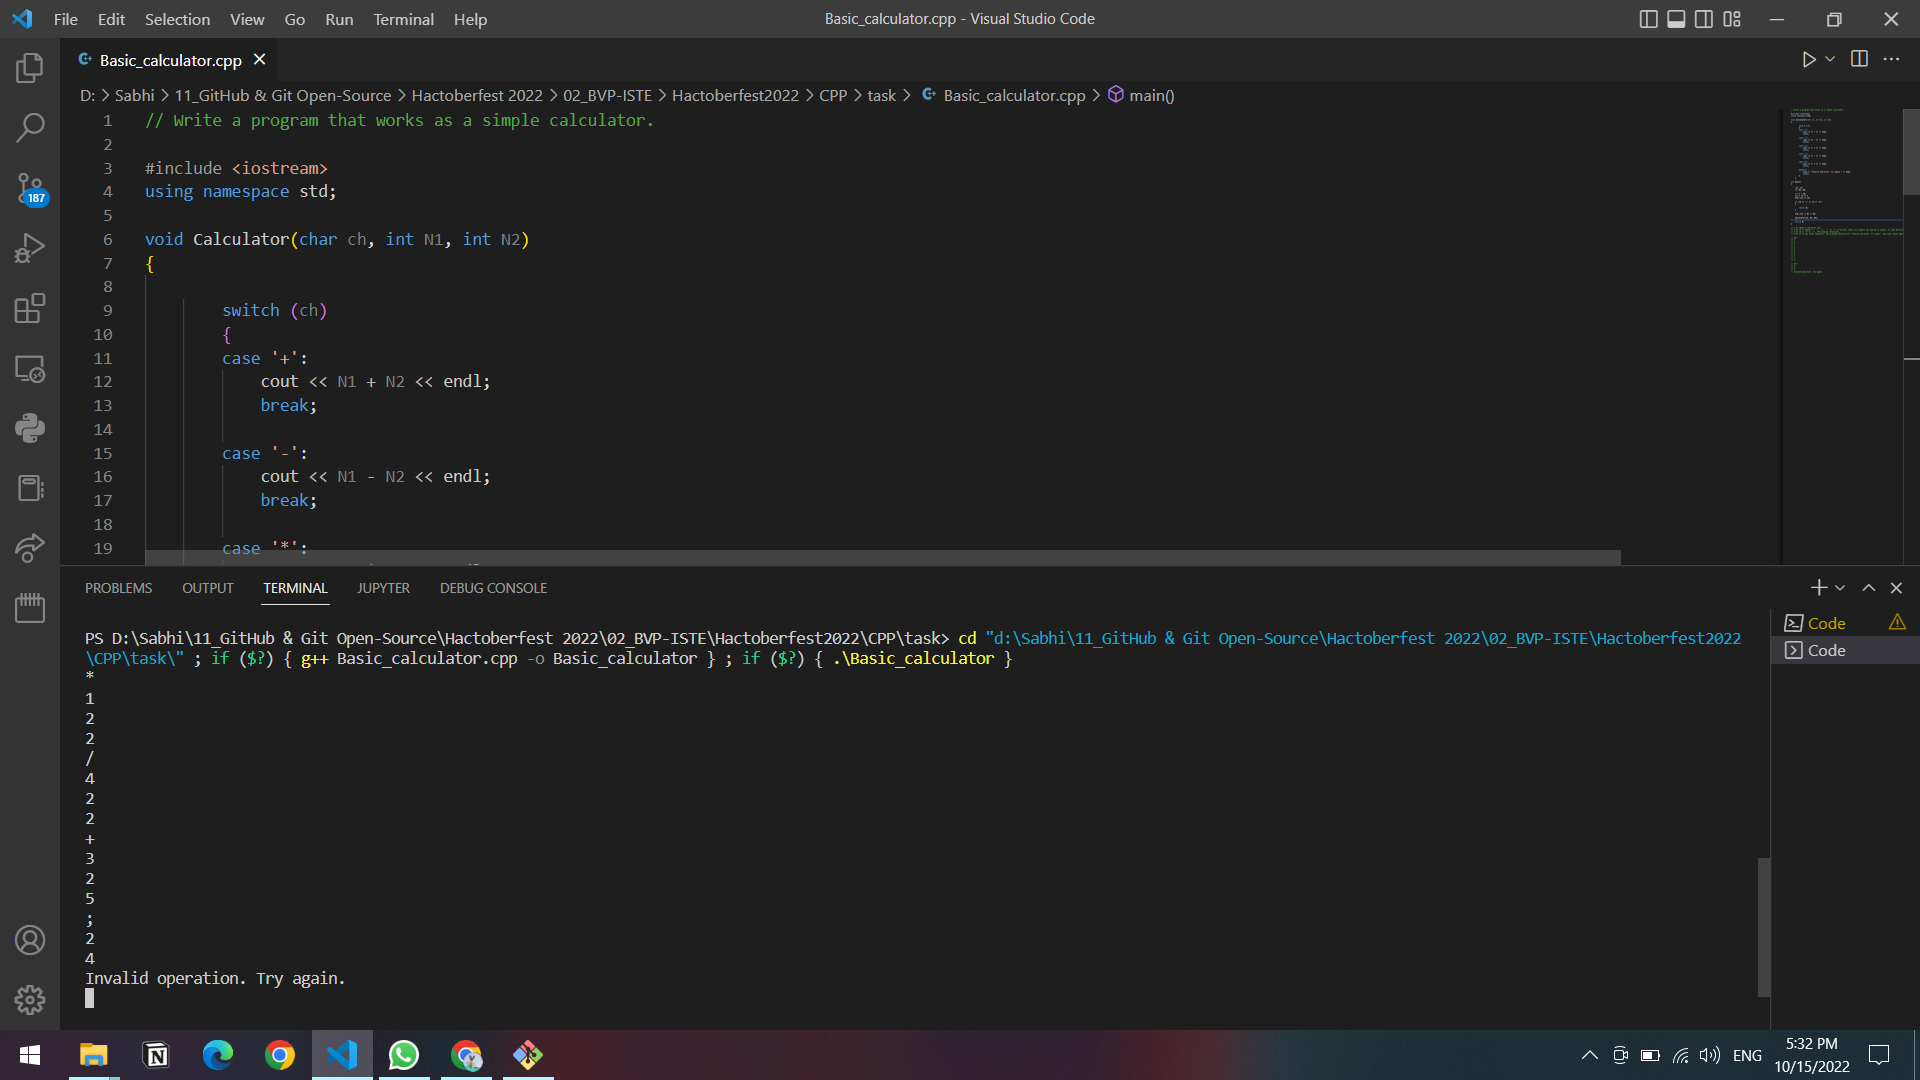 File Edit Selection View Go Run Terminal Help
Basic_calculator.cpp - Visual Studio Code
Basic_calculator.cpp
D: > Sabhi > 11_GitHub & Git Open-Source > Hactoberfest 2022 > 02_BVP-ISTE > Hactoberfest2022 > CPP > task > Basic_calculator.cpp > main()
1 // Write a program that works as a simple calculator.
2
3 #include <iostream>
4 using namespace std;
5
6 void Calculator(char ch, int N1, int N2)
7 {
8
9 switch (ch)
10 {
11 case '+':
12 cout << N1 + N2 << endl;
13 break;
14
15 case '-':
16 cout << N1 - N2 << endl;
17 break;
18
19 case '*':
187
PROBLEMS OUTPUT TERMINAL JUPYTER DEBUG CONSOLE
PS D:\Sabhi\11_GitHub & Git Open-Source\Hactoberfest 2022\02_BVP-ISTE\Hactoberfest2022\CPP\task> cd "d:\Sabhi\11_GitHub & Git Open-Source\Hactoberfest 2022\02_BVP-ISTE\Hactoberfest2022
\CPP\task\" ; if ($?) { g++ Basic_calculator.cpp -o Basic_calculator } ; if ($?) { .\Basic_calculator }
*
1
2
2
/
4
2
2
+
3
2
5
;
2
4
Invalid operation. Try again.
Code
Code
ENG
5:32 PM
10/15/2022